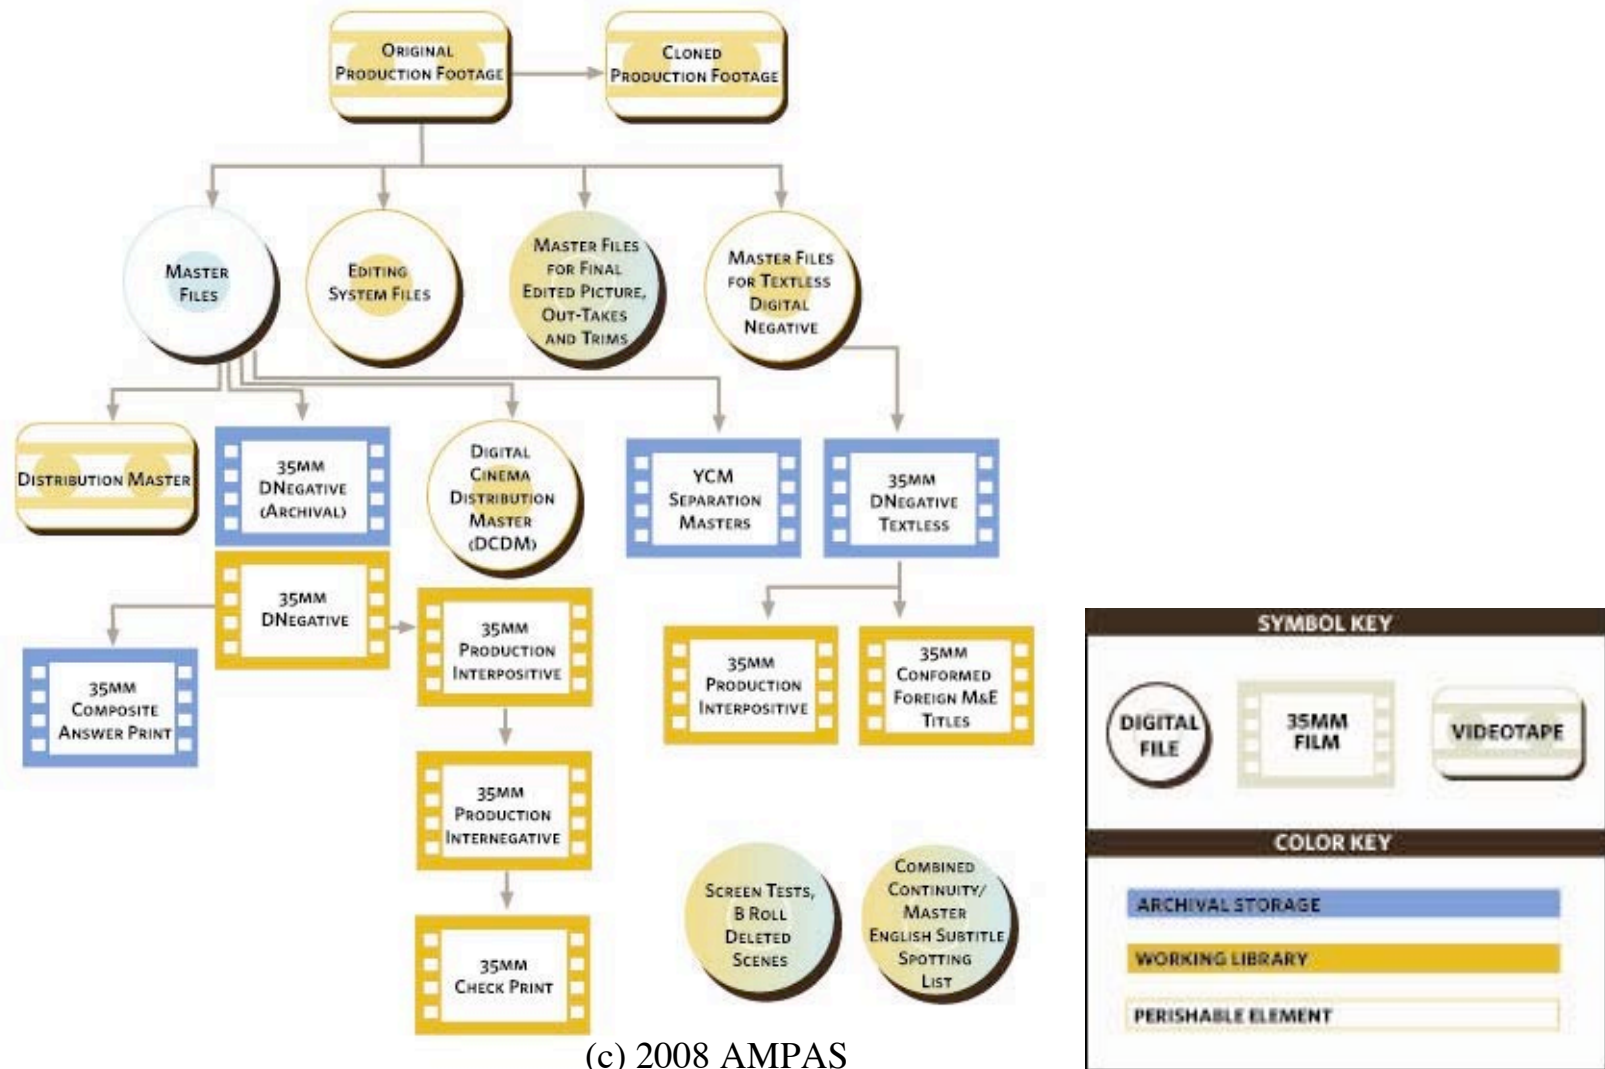 ORIGINAL
PRODUCTION FOOTAGE
CLONED
PRODUCTION FOOTAGE
MASTER
FILES
EDITING
SYSTEM FILES
MASTER FILES
FOR FINAL
EDITED PICTURE,
OUT-TAKES
AND TRIMS
MASTER FILES
FOR TEXTLESS
DIGITAL
NEGATIVE
DISTRIBUTION MASTER
35MM
DNEGATIVE
(ARCHIVAL)
DIGITAL
CINEMA
DISTRIBUTION
MASTER
(DCDM)
YCM
SEPARATION
MASTERS
35MM
DNEGATIVE
TEXTLESS
35MM
DNEGATIVE
35MM
COMPOSITE
ANSWER PRINT
35MM
PRODUCTION
INTERPOSITIVE
35MM
PRODUCTION
INTERPOSITIVE
35MM
CONFORMED
FOREIGN M&E
TITLES
35MM
PRODUCTION
INTERNEGATIVE
35MM
CHECK PRINT
SCREEN TESTS,
B ROLL
DELETED
SCENES
COMBINED
CONTINUITY/
MASTER
ENGLISH SUBTITLE
SPOTTING
LIST
(c) 2008 AMPAS
SYMBOL KEY
DIGITAL
FILE
35MM
FILM
VIDEOTAPE
COLOR KEY
ARCHIVAL STORAGE
WORKING LIBRARY
PERISHABLE ELEMENT